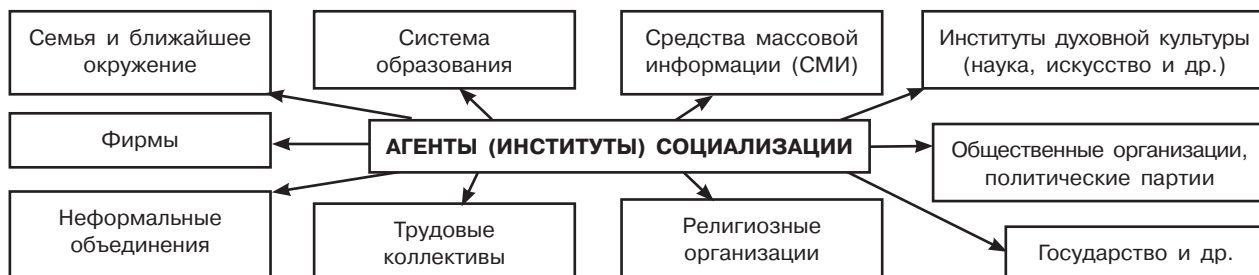 Семья и ближайшее
окружение
Система
образования
Средства массовой
информации (СМИ)
Институты духовной культуры
(наука, искусство и др.)
Фирмы
АГЕНТЫ (ИНСТИТУТЫ) СОЦИАЛИЗАЦИИ
Общественные организации,
политические партии
Неформальные
объединения
Трудовые
коллективы
Религиозные
организации
Государство и др.